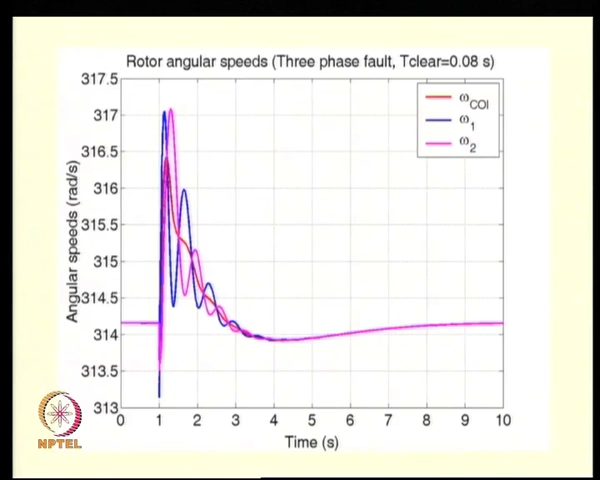 Rotor angular speeds (Three phase fault, Tclear=0.08 s)
317.5
317
316.5
316
315.5
315
314.5
314
313.5
313
Angular speeds (rad/s)
ωCOI
ω1
ω2
0 1 2 3 4 5 6 7 8 9 10
Time (s)
NPTEL